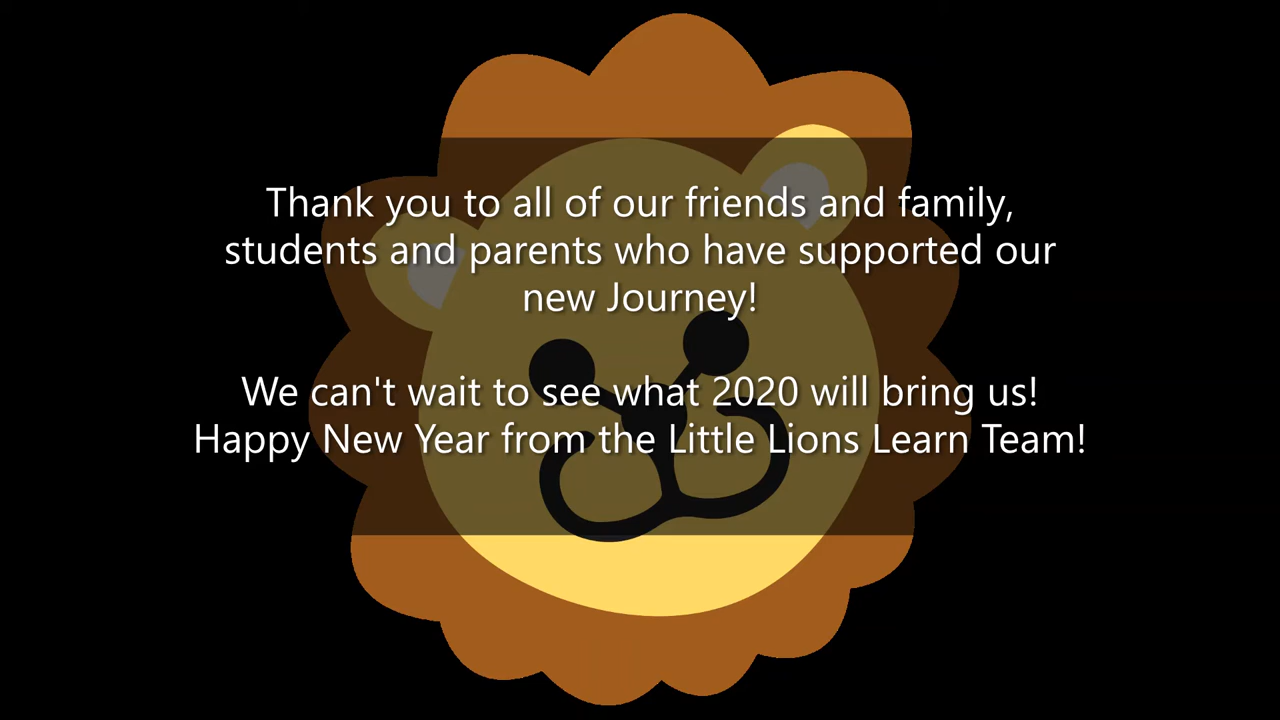 Thank you to all of our friends and family,
students and parents who have supported our
new Journey!
We can't wait to see what 2020 will bring us!
Happy New Year from the Little Lions Learn Team!